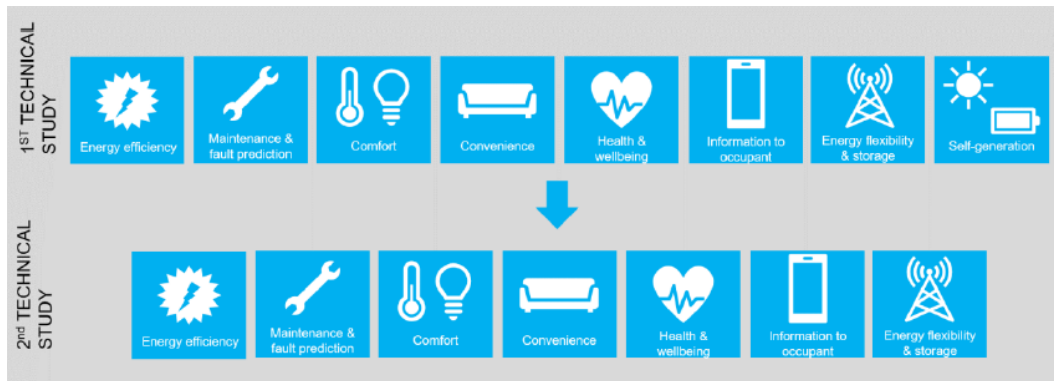 1ST TECHNICAL
STUDY
Energy efficiency
Maintenance &
fault prediction
Comfort
Convenience
Health &
wellbeing
Information to
occupant
Energy flexibility
& storage
Self-generation
2nd TECHNICAL
STUDY
Energy efficiency
Maintenance &
fault prediction
Comfort
Convenience
Health &
wellbeing
Information to
occupant
Energy flexibility
& storage